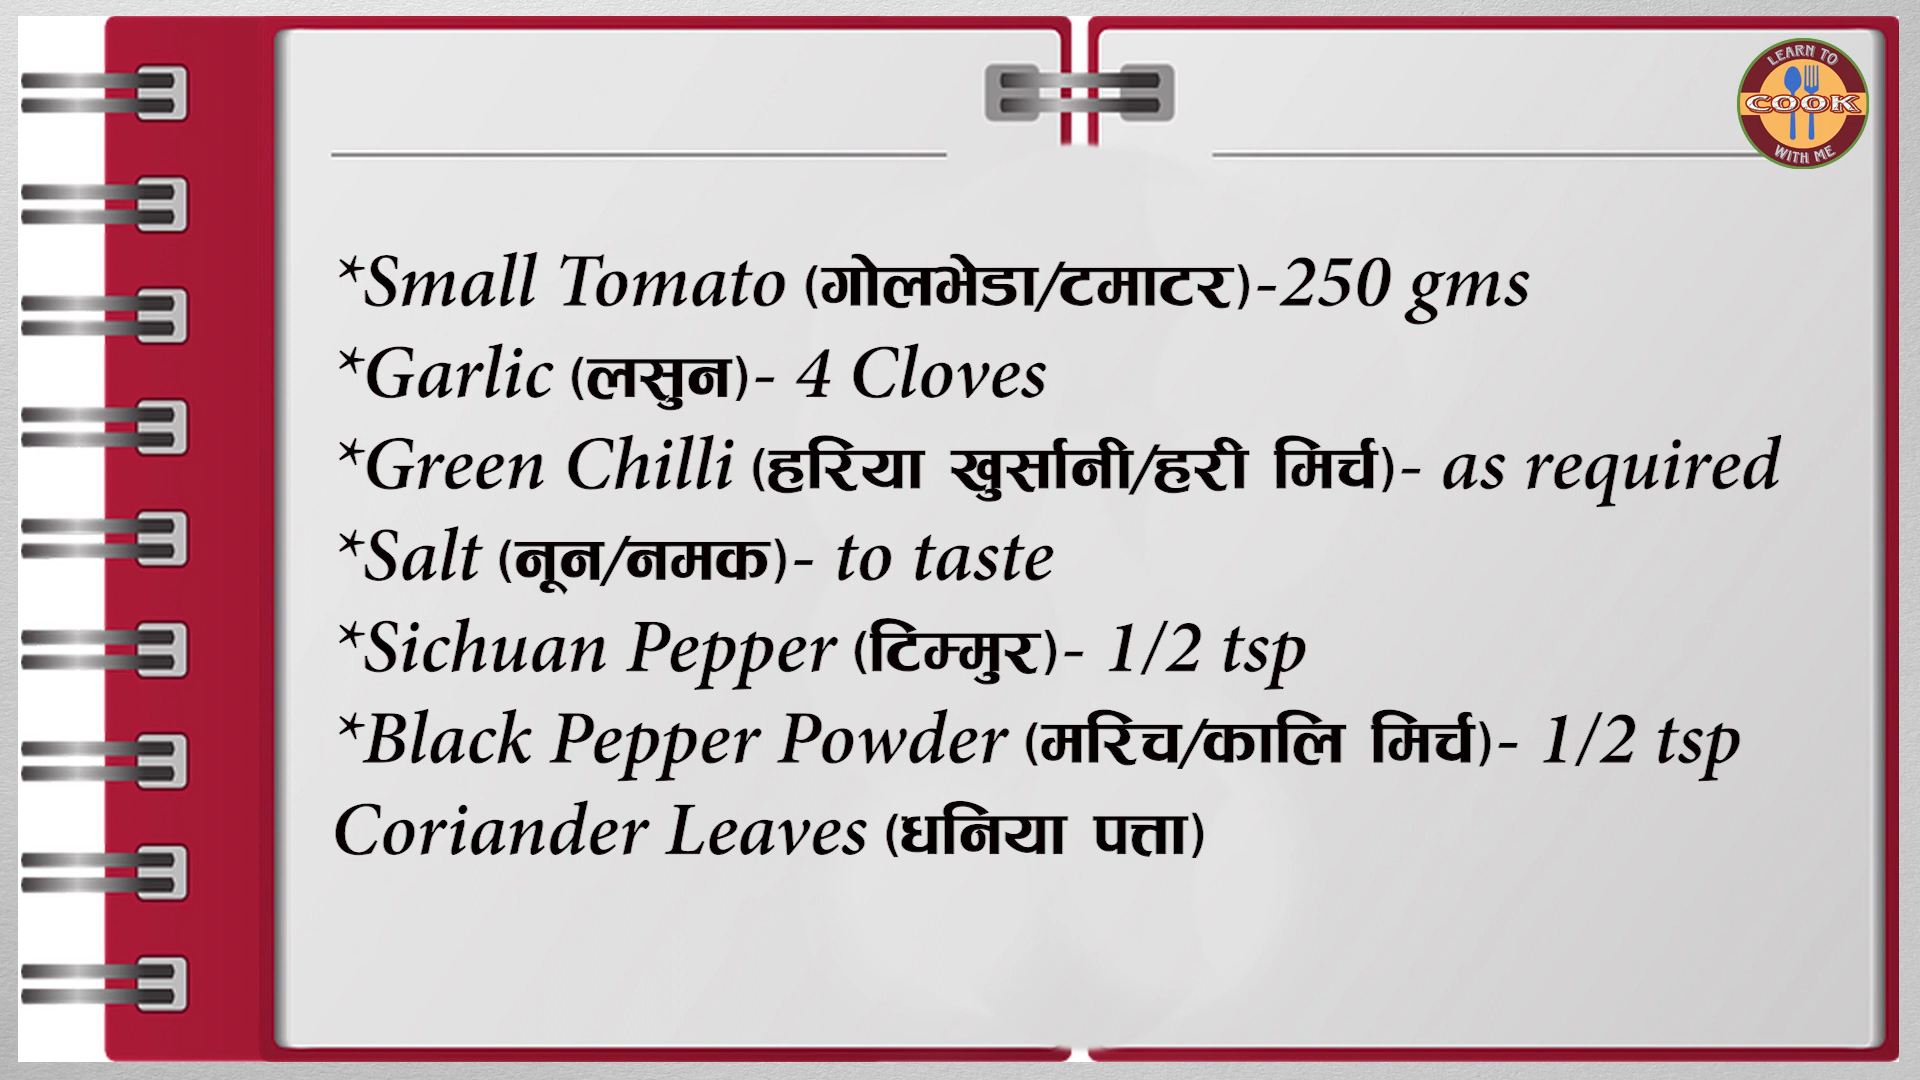 LEARN TO
COOK
WITH ME
*Small Tomato (गोलभेडा/टमाटर)-250 gms
*Garlic (लसुन)- 4 Cloves
*Green Chilli (हरिया खुर्सानी/हरी मिर्च)- as required
*Salt (नून/नमक)- to taste
*Sichuan Pepper (टिम्मुर)- 1/2 tsp
*Black Pepper Powder (मरिच/कालि मिर्च)- 1/2 tsp
Coriander Leaves (धनिया पत्ता)